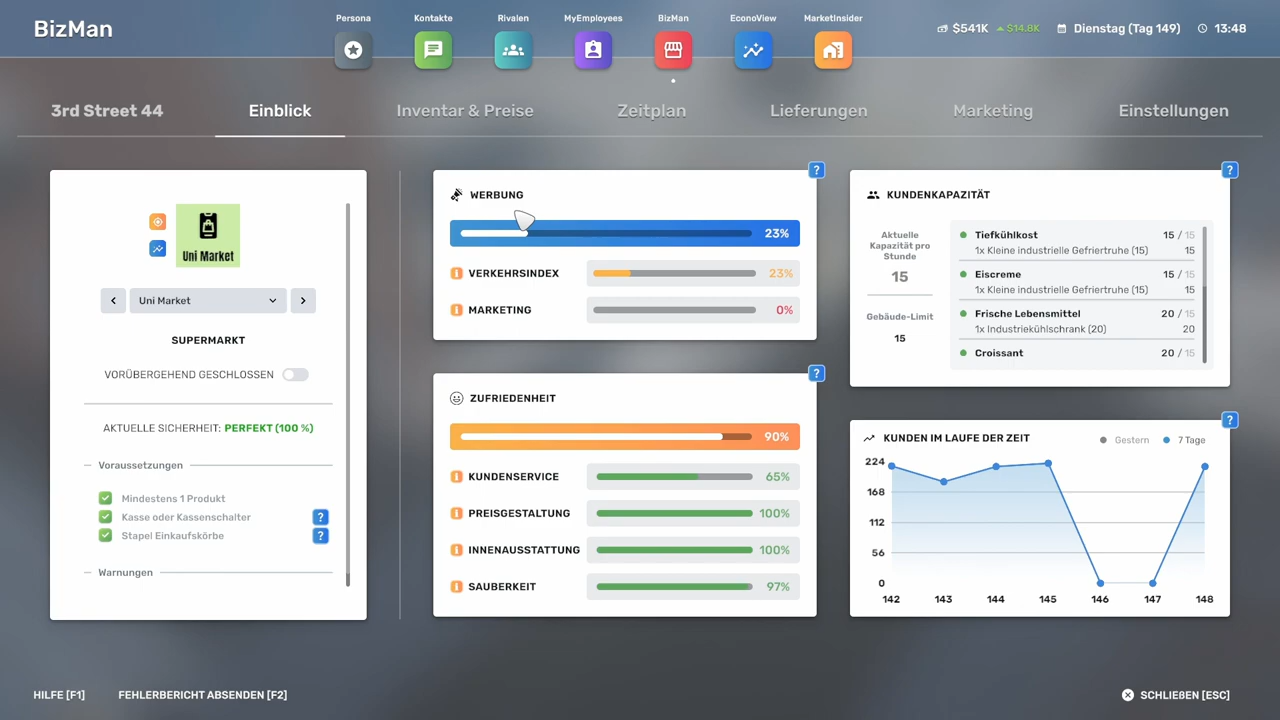 BizMan
Persona
Kontakte
Rivalen
MyEmployees
BizMan
EconoView
MarketInsider
$541K
$14.8K
Dienstag (Tag 149)
13:48
3rd Street 44
Einblick
Inventar & Preise
Zeitplan
Lieferungen
Marketing
Einstellungen
Uni Market
Uni Market
SUPERMARKT
VORÜBERGEHEND GESCHLOSSEN
AKTUELLE SICHERHEIT: PERFEKT (100 %)
Voraussetzungen
Mindestens 1 Produkt
Kasse oder Kassenschalter
?
Stapel Einkaufskörbe
?
Warnungen
?
WERBUNG
23%
VERKEHRSINDEX
23%
MARKETING
0%
?
ZUFRIEDENHEIT
90%
KUNDENSERVICE
65%
PREISGESTALTUNG
100%
INNENAUSSTATTUNG
100%
SAUBERKEIT
97%
?
KUNDENKAPAZITÄT
Aktuelle
Kapazität pro
Stunde
15
Gebäude-Limit
15
Tiefkühlkost 15 / 15
1x Kleine industrielle Gefriertruhe (15) 15
Eiscreme 15 / 15
1x Kleine industrielle Gefriertruhe (15) 15
Frische Lebensmittel 20 / 15
1x Industriekühlschrank (20) 20
Croissant 20 / 15
?
KUNDEN IM LAUFE DER ZEIT
Gestern
7 Tage
224
168
112
56
0
142 143 144 145 146 147 148
HILFE [F1]
FEHLERBERICHT ABSENDEN [F2]
SCHLIEẞEN [ESC]